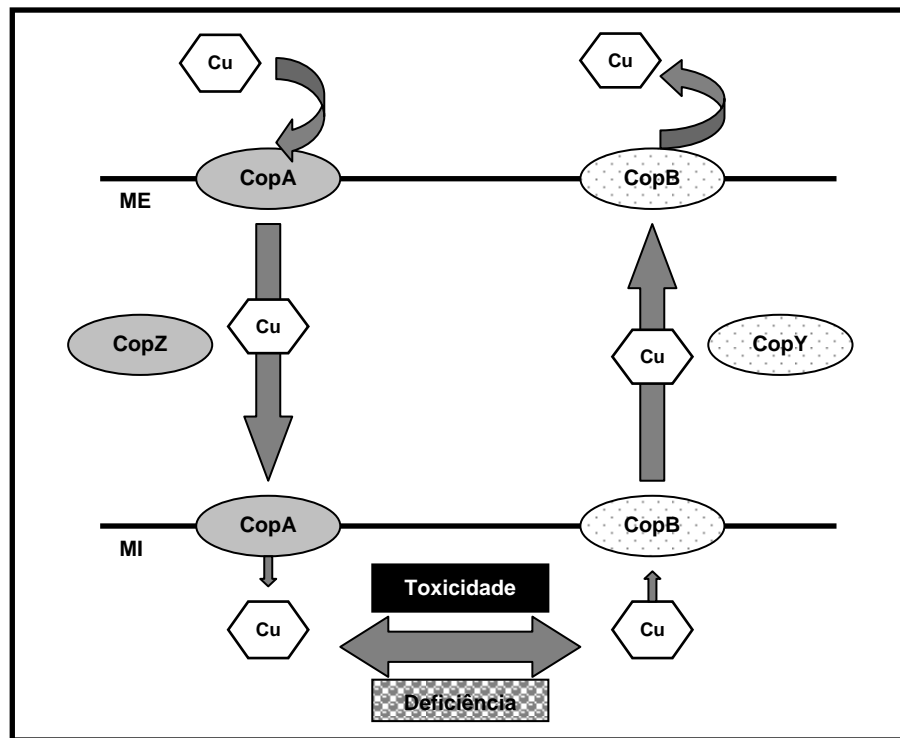 Cu
Cu
CopA
CopB
ME
Cu
CopZ
Cu
CopY
CopA
CopB
MI
Toxicidade
Cu
Cu
Deficiência